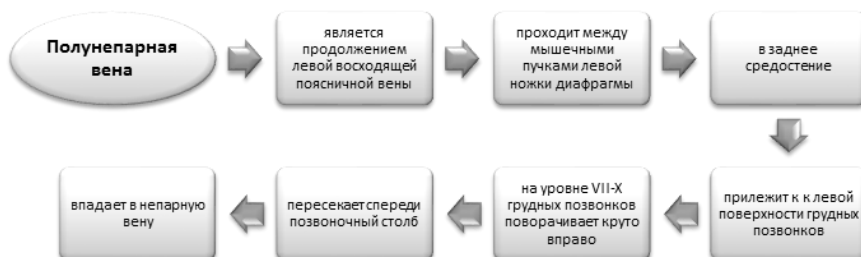 Полунепарная
вена
является
продолжением
левой восходящей
поясничной вены
проходит между
мышечными
пучками левой
ножки диафрагмы
в заднее
средостение
прилежит к к левой
поверхности грудных
позвонков
на уровне VII-X
грудных позвонков
поворачивает круто
вправо
пересекает спереди
позвоночный столб
впадает в непарную
вену